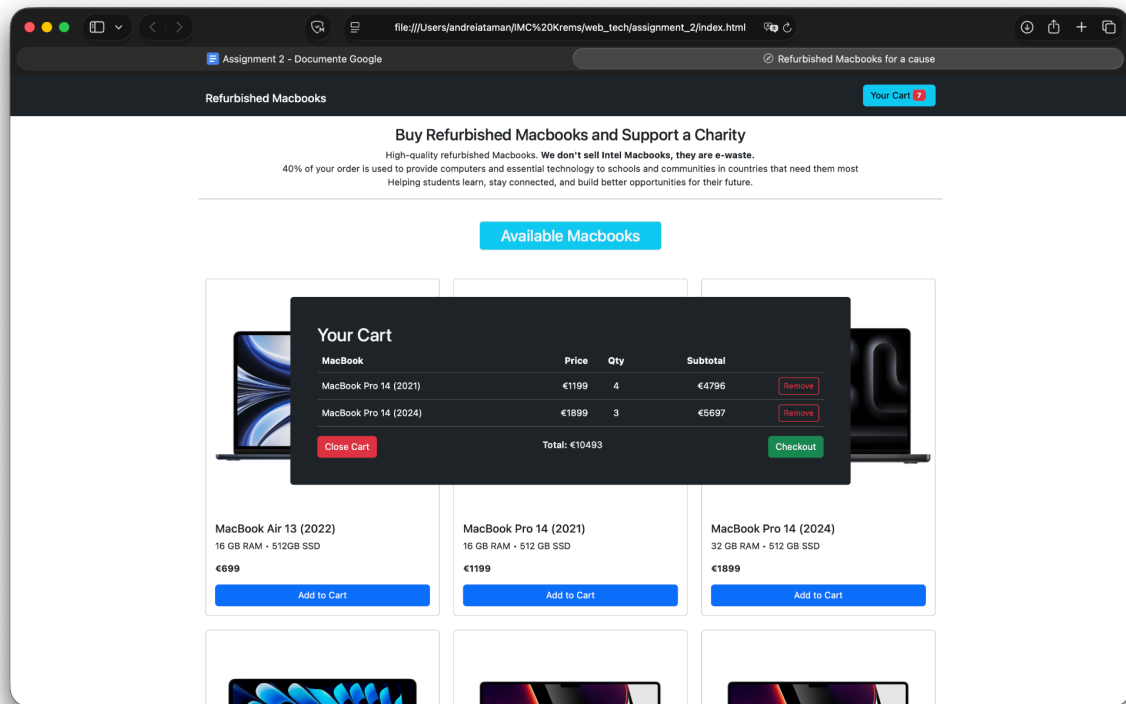 file:///Users/andreiataman/IMC%20Krems/web_tech/assignment_2/index.html
Assignment 2 - Documente Google
Refurbished Macbooks for a cause
Refurbished Macbooks
Your Cart 7
Buy Refurbished Macbooks and Support a Charity
High-quality refurbished Macbooks. We don't sell Intel Macbooks, they are e-waste.
40% of your order is used to provide computers and essential technology to schools and communities in countries that need them most
Helping students learn, stay connected, and build better opportunities for their future.
Available Macbooks
Your Cart
MacBook Price Qty Subtotal
MacBook Pro 14 (2021) €1199 4 €4796 Remove
MacBook Pro 14 (2024) €1899 3 €5697 Remove
Close Cart Total: €10493 Checkout
MacBook Air 13 (2022)
16 GB RAM • 512GB SSD
€699
Add to Cart
MacBook Pro 14 (2021)
16 GB RAM • 512 GB SSD
€1199
Add to Cart
MacBook Pro 14 (2024)
32 GB RAM • 512 GB SSD
€1899
Add to Cart